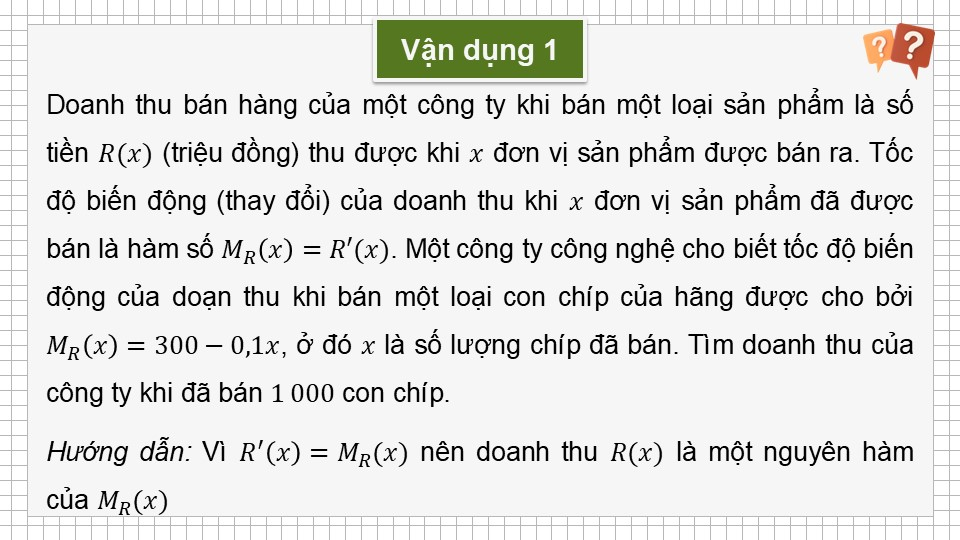 Vận dụng 1
? ?
Doanh thu bán hàng của một công ty khi bán một loại sản phẩm là số
tiền 𝑅(𝑥) (triệu đồng) thu được khi 𝑥 đơn vị sản phẩm được bán ra. Tốc
độ biến động (thay đổi) của doanh thu khi 𝑥 đơn vị sản phẩm đã được
bán là hàm số 𝑀_𝑅(𝑥) = 𝑅′(𝑥). Một công ty công nghệ cho biết tốc độ biến
động của doạn thu khi bán một loại con chíp của hãng được cho bởi
𝑀_𝑅(𝑥) = 300 − 0,1𝑥, ở đó 𝑥 là số lượng chíp đã bán. Tìm doanh thu của
công ty khi đã bán 1 000 con chíp.
Hướng dẫn: Vì 𝑅′(𝑥) = 𝑀_𝑅(𝑥) nên doanh thu 𝑅(𝑥) là một nguyên hàm
của 𝑀_𝑅(𝑥)